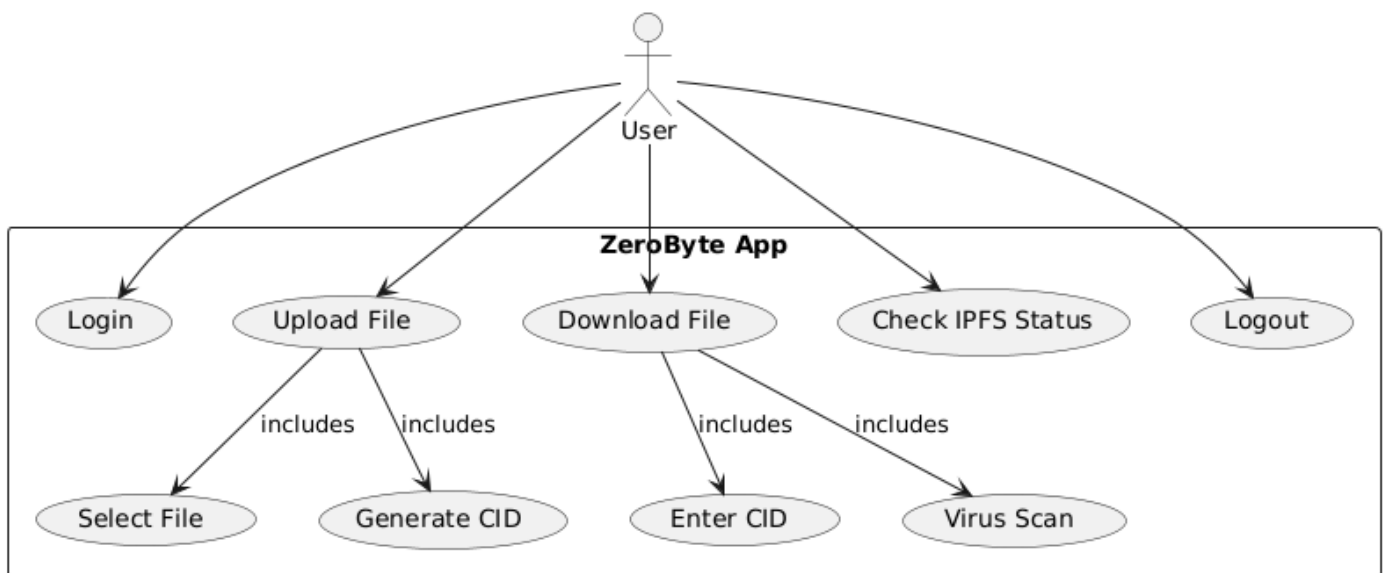 User
ZeroByte App
Login
Upload File
Download File
Check IPFS Status
Logout
includes
includes
includes
includes
Select File
Generate CID
Enter CID
Virus Scan